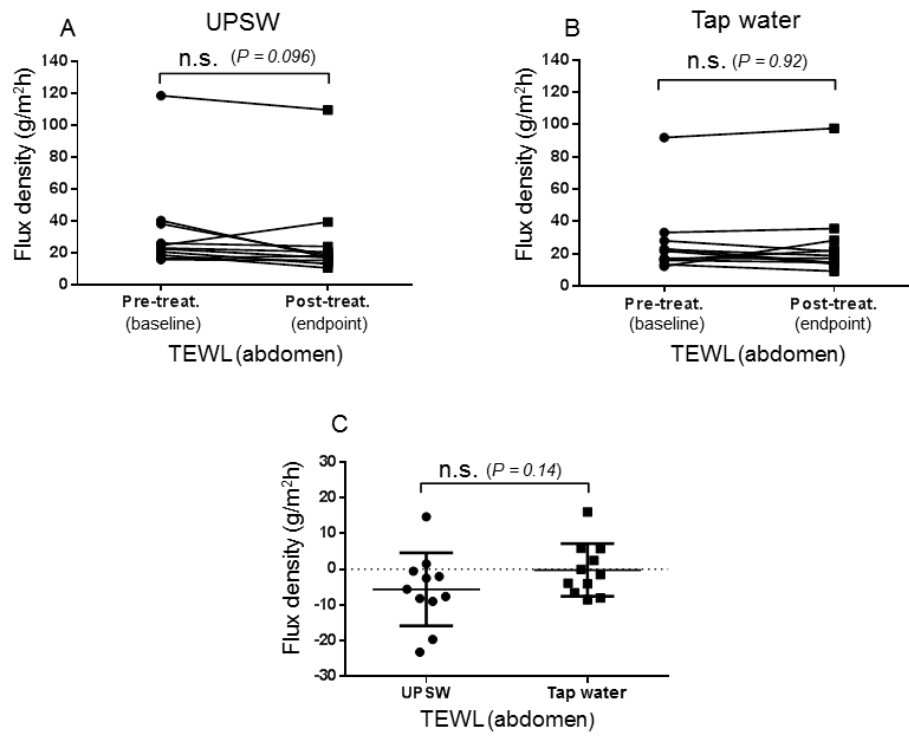 A
UPSW
n.s. (P = 0.096)
Flux density (g/m²h)
140
120
100
80
60
40
20
0
Pre-treat.
(baseline)
Post-treat.
(endpoint)
TEWL (abdomen)
B
Tap water
n.s. (P = 0.92)
Flux density (g/m²h)
140
120
100
80
60
40
20
0
Pre-treat.
(baseline)
Post-treat.
(endpoint)
TEWL (abdomen)
C
n.s. (P = 0.14)
Flux density (g/m²h)
30
20
10
0
-10
-20
-30
UPSW
Tap water
TEWL (abdomen)